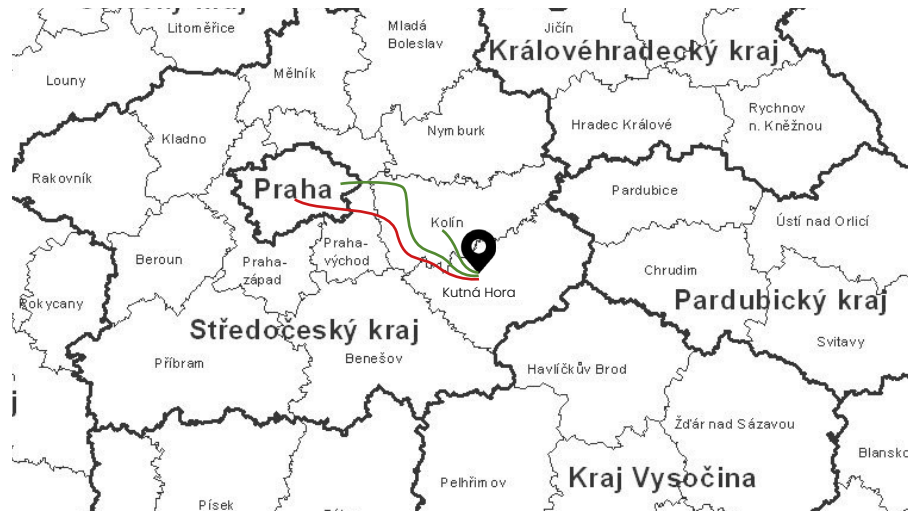 Litoměřice
Mladá
Boleslav
Jičín
Královéhradecký kraj
Louny
Mělník
Rychnov
n. Kněžnou
Kladno
Nymburk
Hradec Králové
Rakovník
Praha
Pardubice
Kolín
Ústí nad Orlicí
Praha-
východ
Beroun
Praha-
západ
Chrudim
Kutná Hora
Pardubický kraj
Středočeský kraj
Svitavy
Příbram
Benešov
Havlíčkův Brod
Žďár nad Sázavou
Blansko
Kraj Vysočina
Pelhřimov
Písek